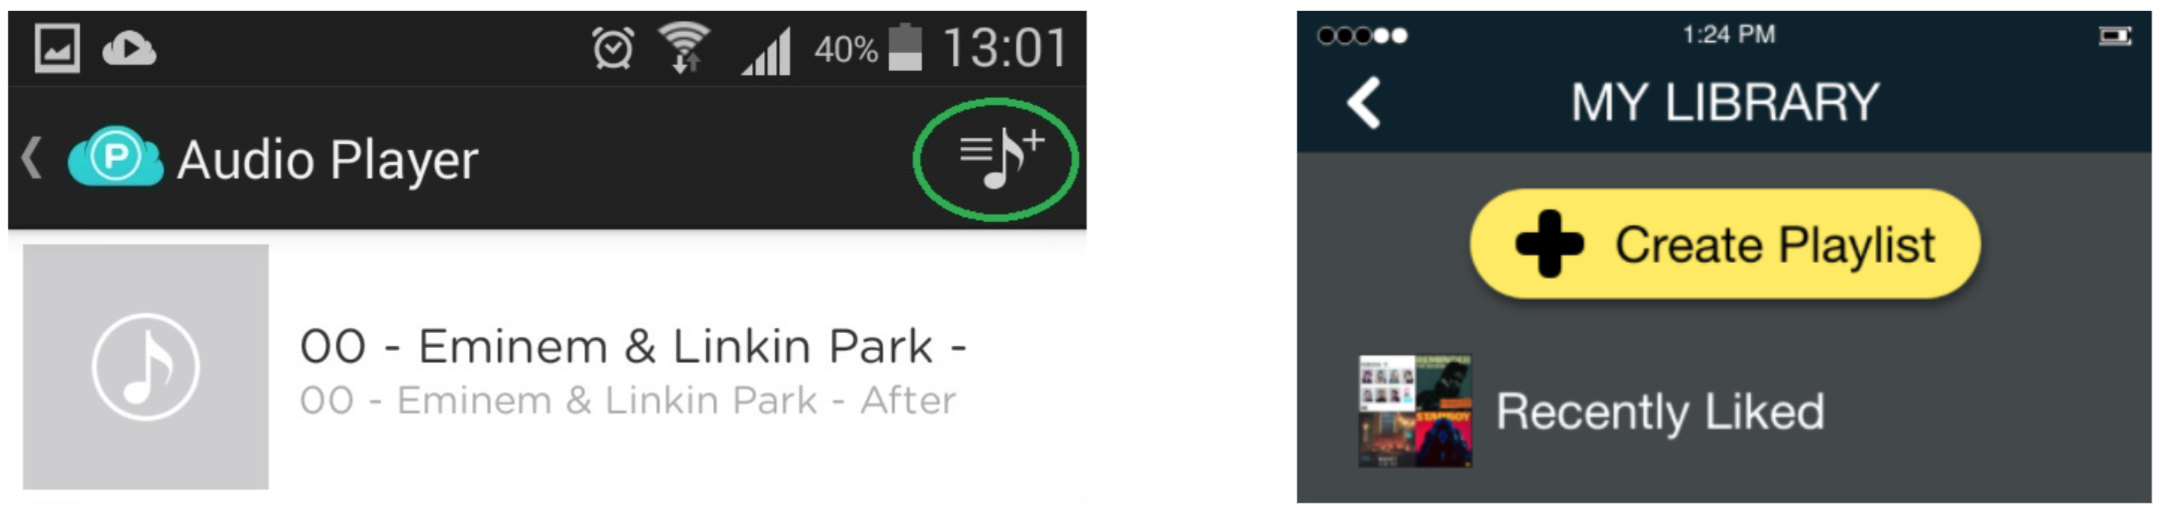 40% 13:01
P Audio Player
00 - Eminem & Linkin Park -
00 - Eminem & Linkin Park - After
1:24 PM
MY LIBRARY
Create Playlist
STARBOY
Recently Liked